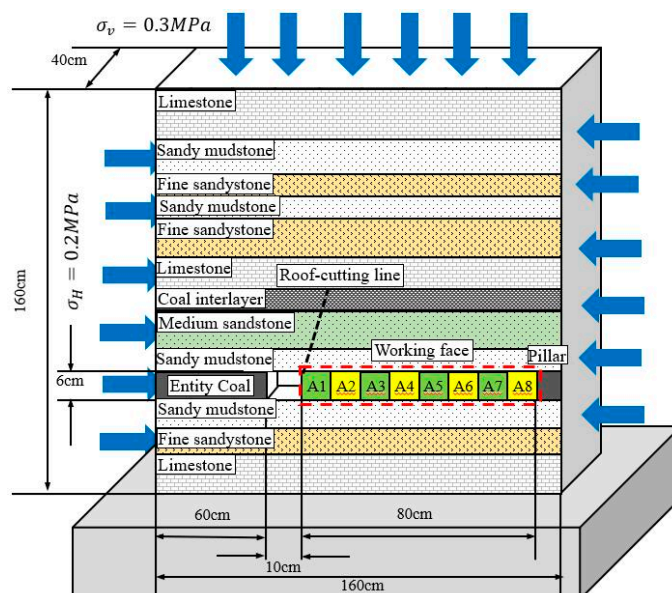 σᵥ = 0.3MPa
40cm
Limestone
Sandy mudstone
Fine sandystone
Sandy mudstone
Fine sandystone
σ_H = 0.2MPa
Limestone
Roof-cutting line
160cm
Coal interlayer
Medium sandstone
Sandy mudstone
Working face
Pillar
6cm
Entity Coal
A1 A2 A3 A4 A5 A6 A7 A8
Sandy mudstone
Fine sandystone
Limestone
60cm
80cm
10cm
160cm